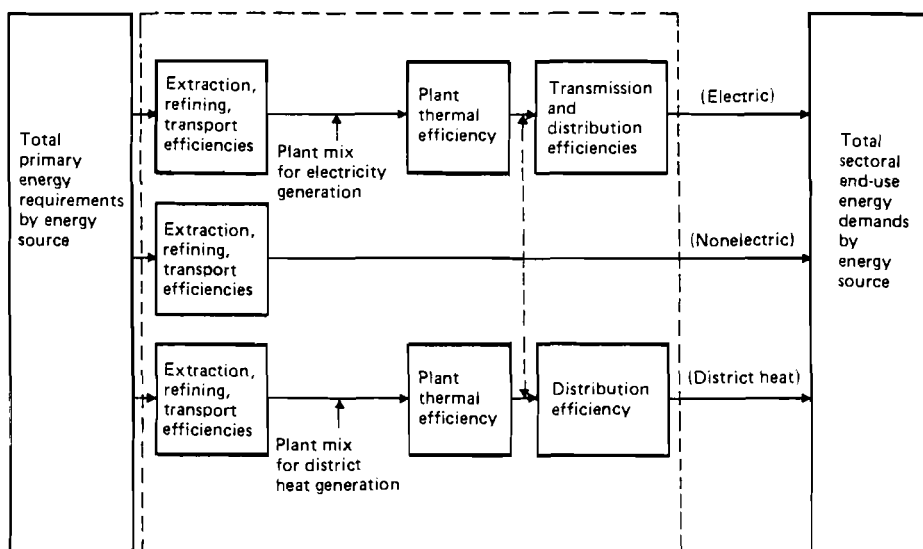 Total
primary
energy
requirements
by energy
source
Extraction,
refining,
transport
efficiencies
Plant mix
for electricity
generation
Plant
thermal
efficiency
Transmission
and
distribution
efficiencies
(Electric)
Extraction,
refining,
transport
efficiencies
(Nonelectric)
Extraction,
refining,
transport
efficiencies
Plant mix
for district
heat generation
Plant
thermal
efficiency
Distribution
efficiency
(District heat)
Total
sectoral
end-use
energy
demands
by
energy
source